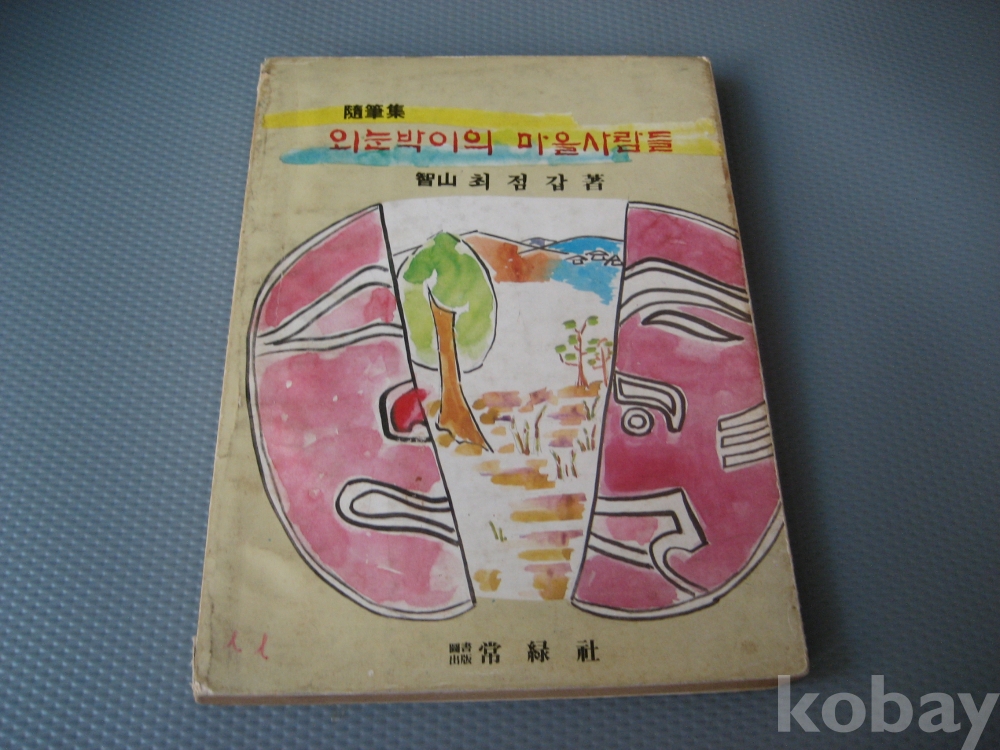 隨筆集
외눈박이의 마을사람들
智山 최점갑 著
圖書出版 常緑社
kobay